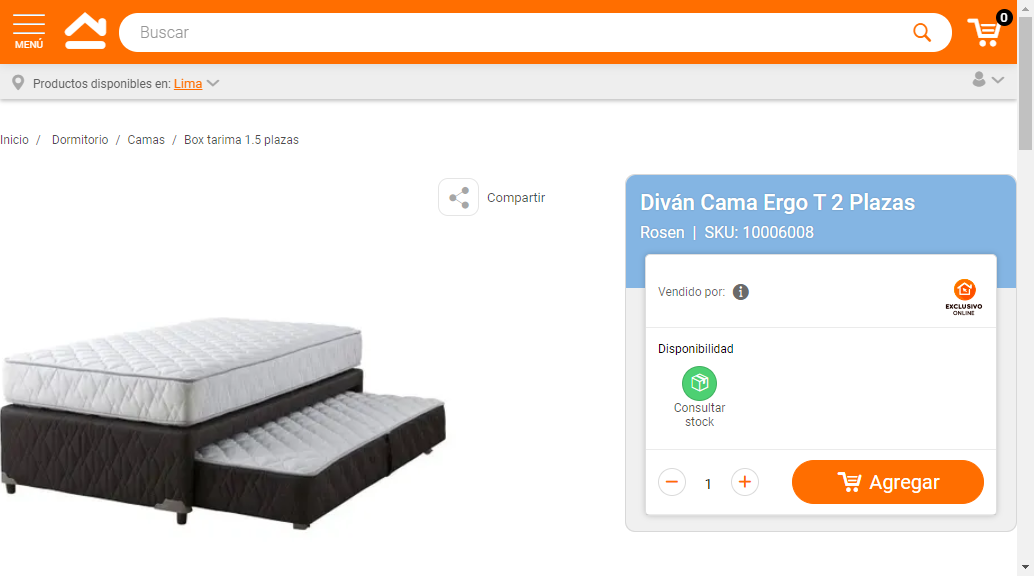 MENÚ
Buscar
0
Productos disponibles en: Lima
Inicio / Dormitorio / Camas / Box tarima 1.5 plazas
Compartir
Diván Cama Ergo T 2 Plazas
Rosen | SKU: 10006008
Vendido por:
EXCLUSIVO
ONLINE
Disponibilidad
Consultar
stock
1
Agregar